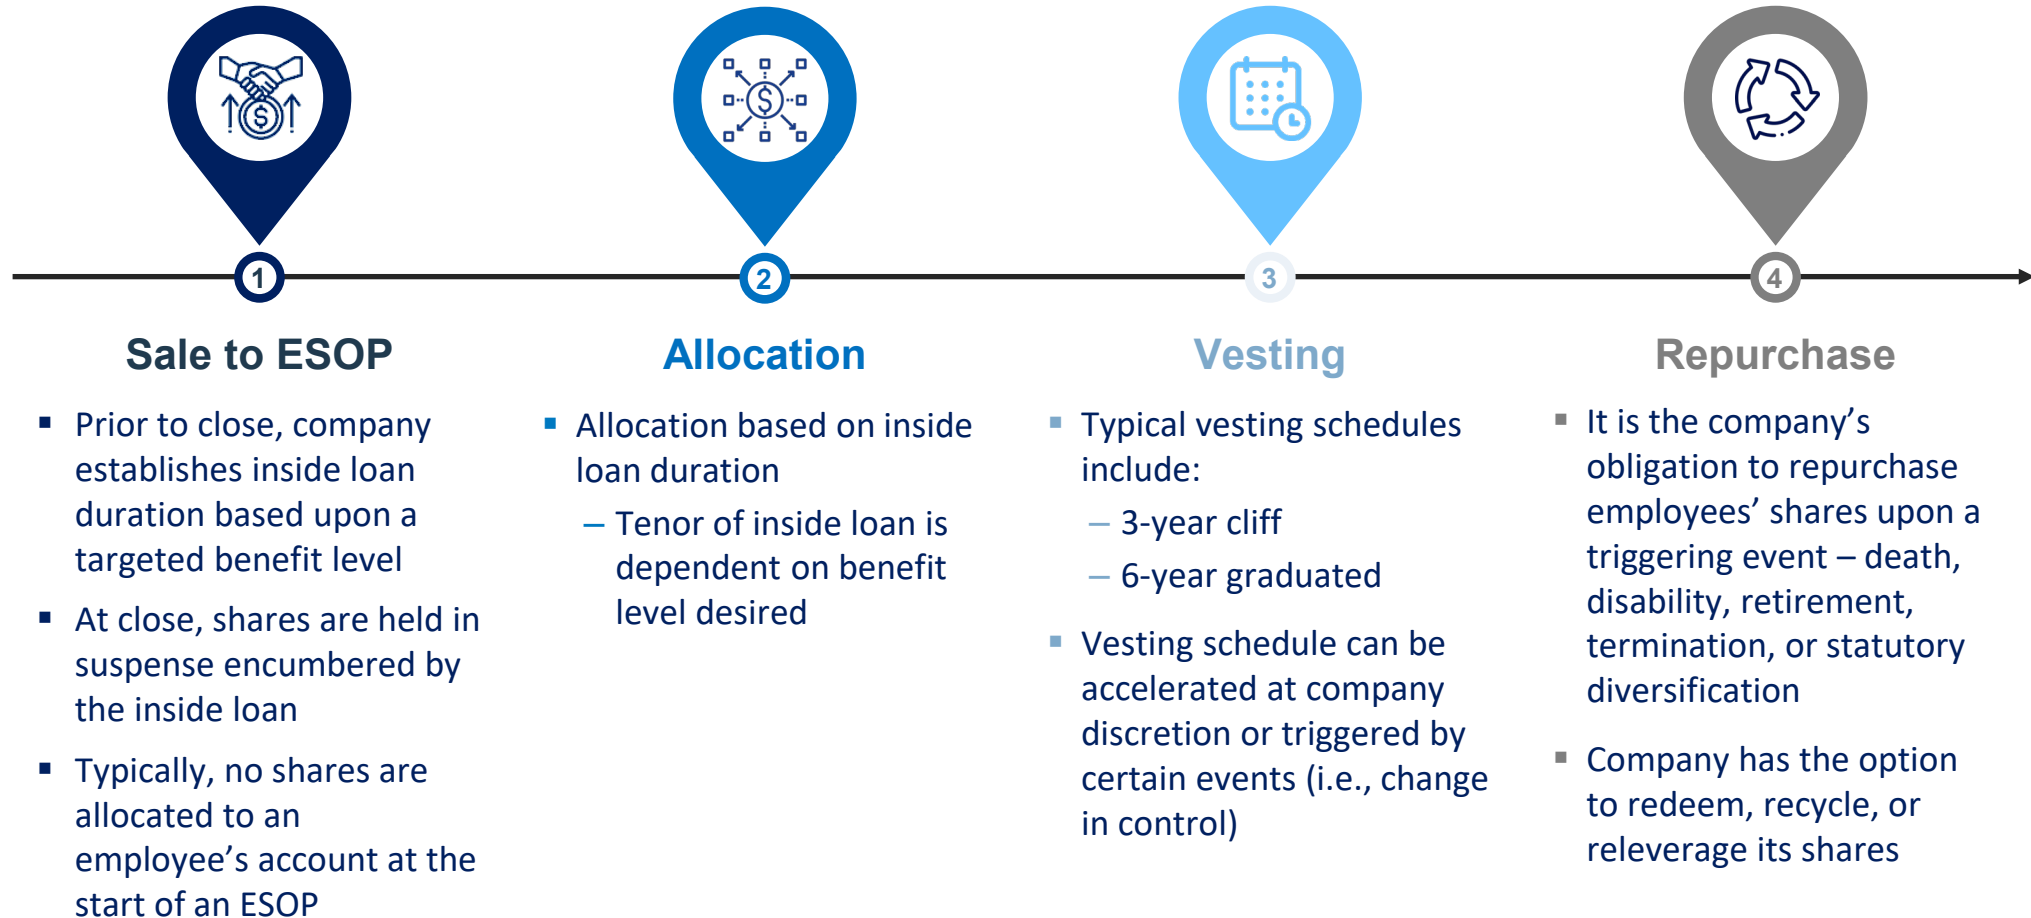 1
Sale to ESOP
▪ Prior to close, company
establishes inside loan
duration based upon a
targeted benefit level
▪ At close, shares are held in
suspense encumbered by
the inside loan
▪ Typically, no shares are
allocated to an
employee’s account at the
start of an ESOP
2
Allocation
▪ Allocation based on inside
loan duration
– Tenor of inside loan is
dependent on benefit
level desired
3
Vesting
▪ Typical vesting schedules
include:
– 3-year cliff
– 6-year graduated
▪ Vesting schedule can be
accelerated at company
discretion or triggered by
certain events (i.e., change
in control)
4
Repurchase
▪ It is the company’s
obligation to repurchase
employees’ shares upon a
triggering event – death,
disability, retirement,
termination, or statutory
diversification
▪ Company has the option
to redeem, recycle, or
releverage its shares